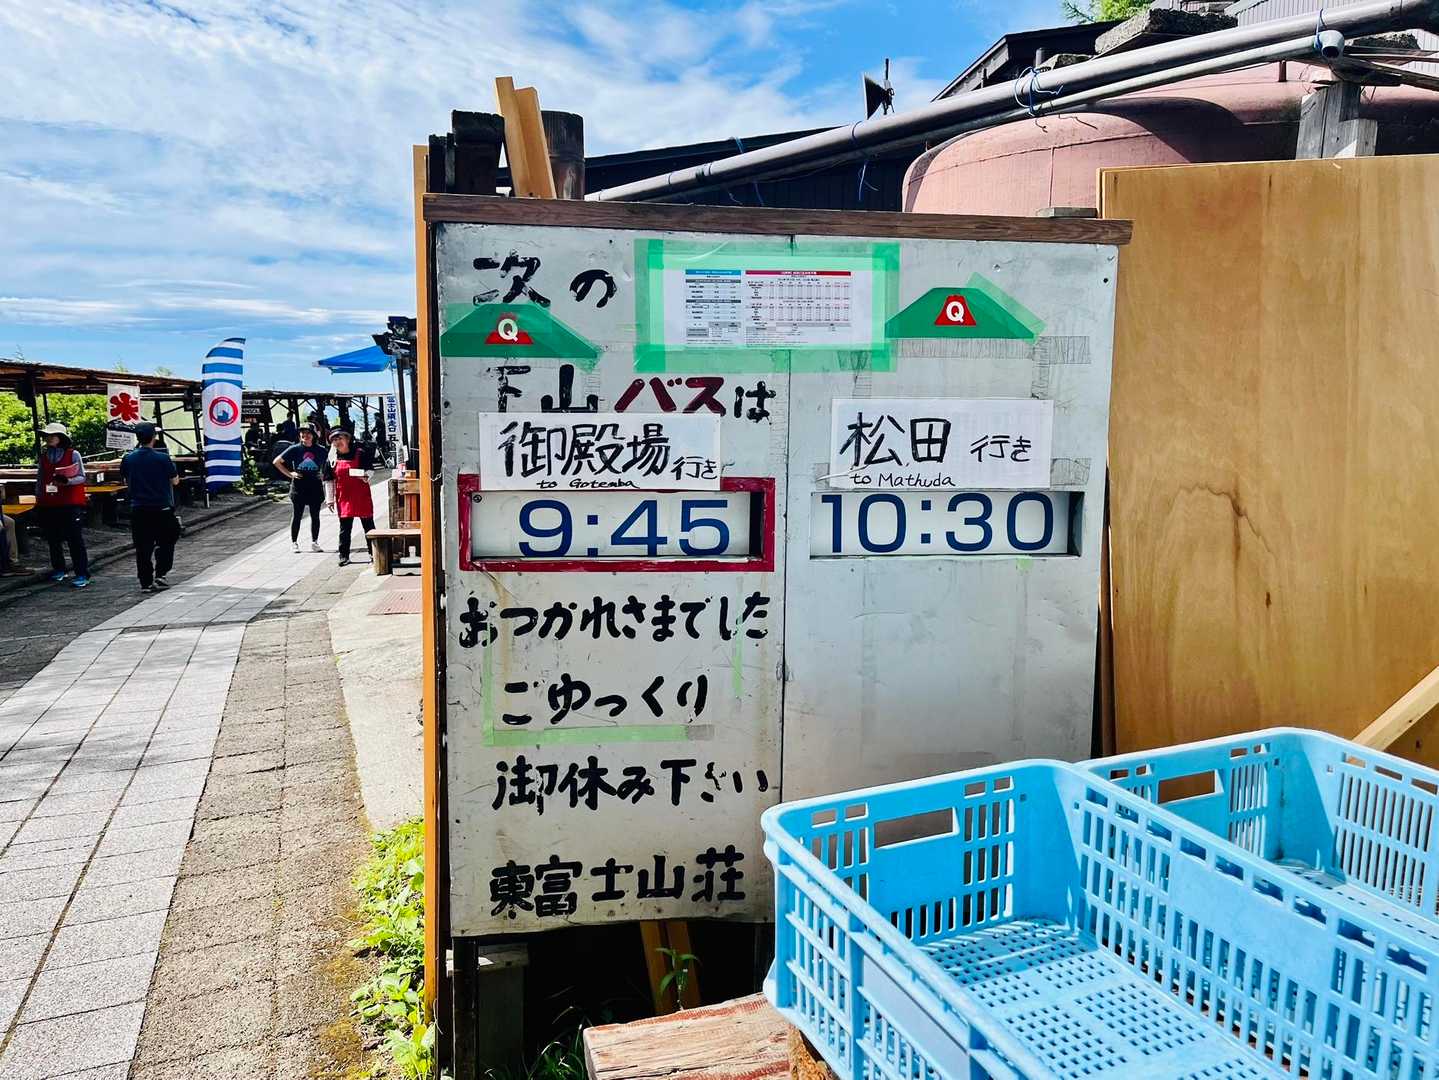 次の
Q
Q
下山バスは
御殿場行き
to Gotemba
9:45
松田 行き
to Mathuda
10:30
おつかれさまでした
ごゆっくり
御休み下さい
東富士山荘